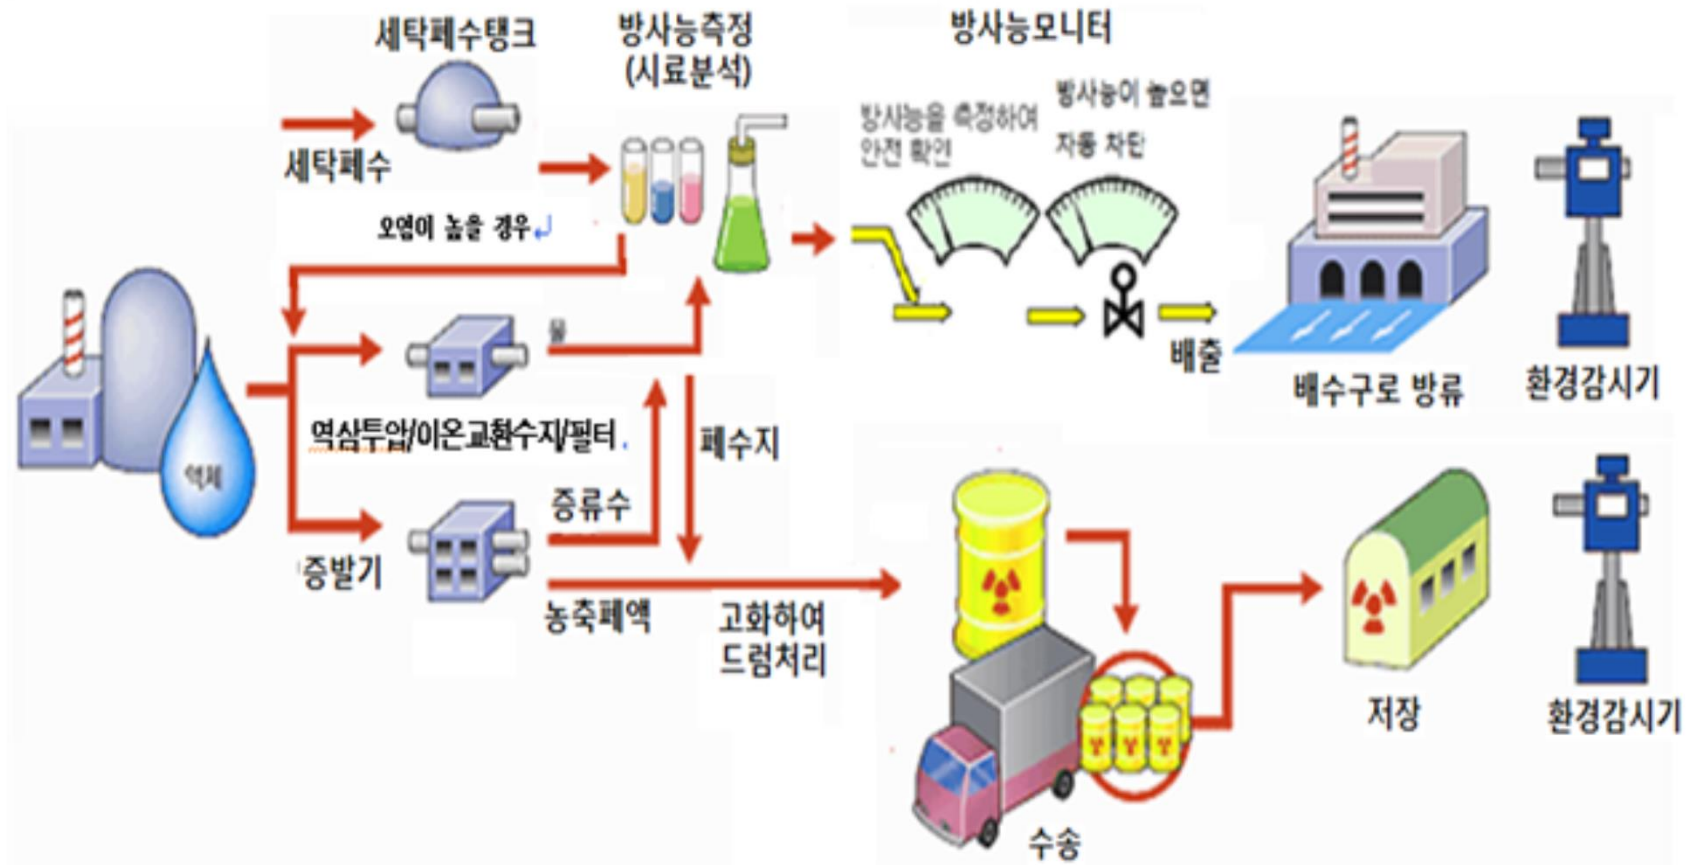 세탁폐수탱크
방사능측정
(시료분석)
방사능모니터
방사능을 측정하여
안전 확인
방사능이 높으면
자동 차단
세탁폐수
오염이 높을 경우
물
역삼투압/이온교환수지/필터
액체
폐수지
증류수
증발기
농축폐액
고화하여
드럼처리
배출
배수구로 방류
환경감시기
수송
저장
환경감시기